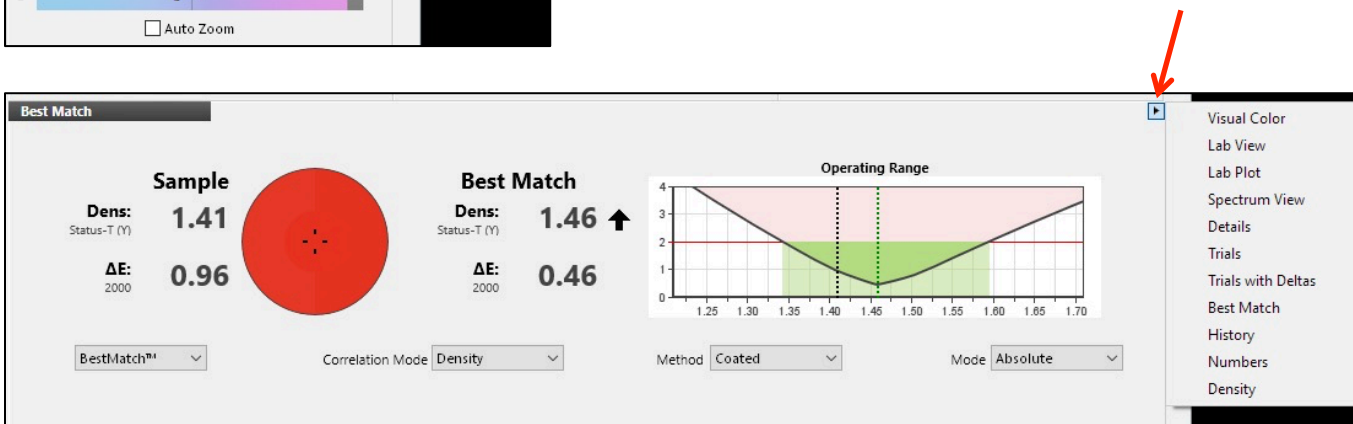 Auto Zoom
Best Match
Sample
Dens:
Status-T (Y)
1.41
ΔE:
2000
0.96
Best Match
Dens:
Status-T (Y)
1.46
ΔE:
2000
0.46
Operating Range
4
3
2
1
0
1.25 1.30 1.35 1.40 1.45 1.50 1.55 1.60 1.65 1.70
BestMatch™ Correlation Mode Density Method Coated Mode Absolute
Visual Color
Lab View
Lab Plot
Spectrum View
Details
Trials
Trials with Deltas
Best Match
History
Numbers
Density